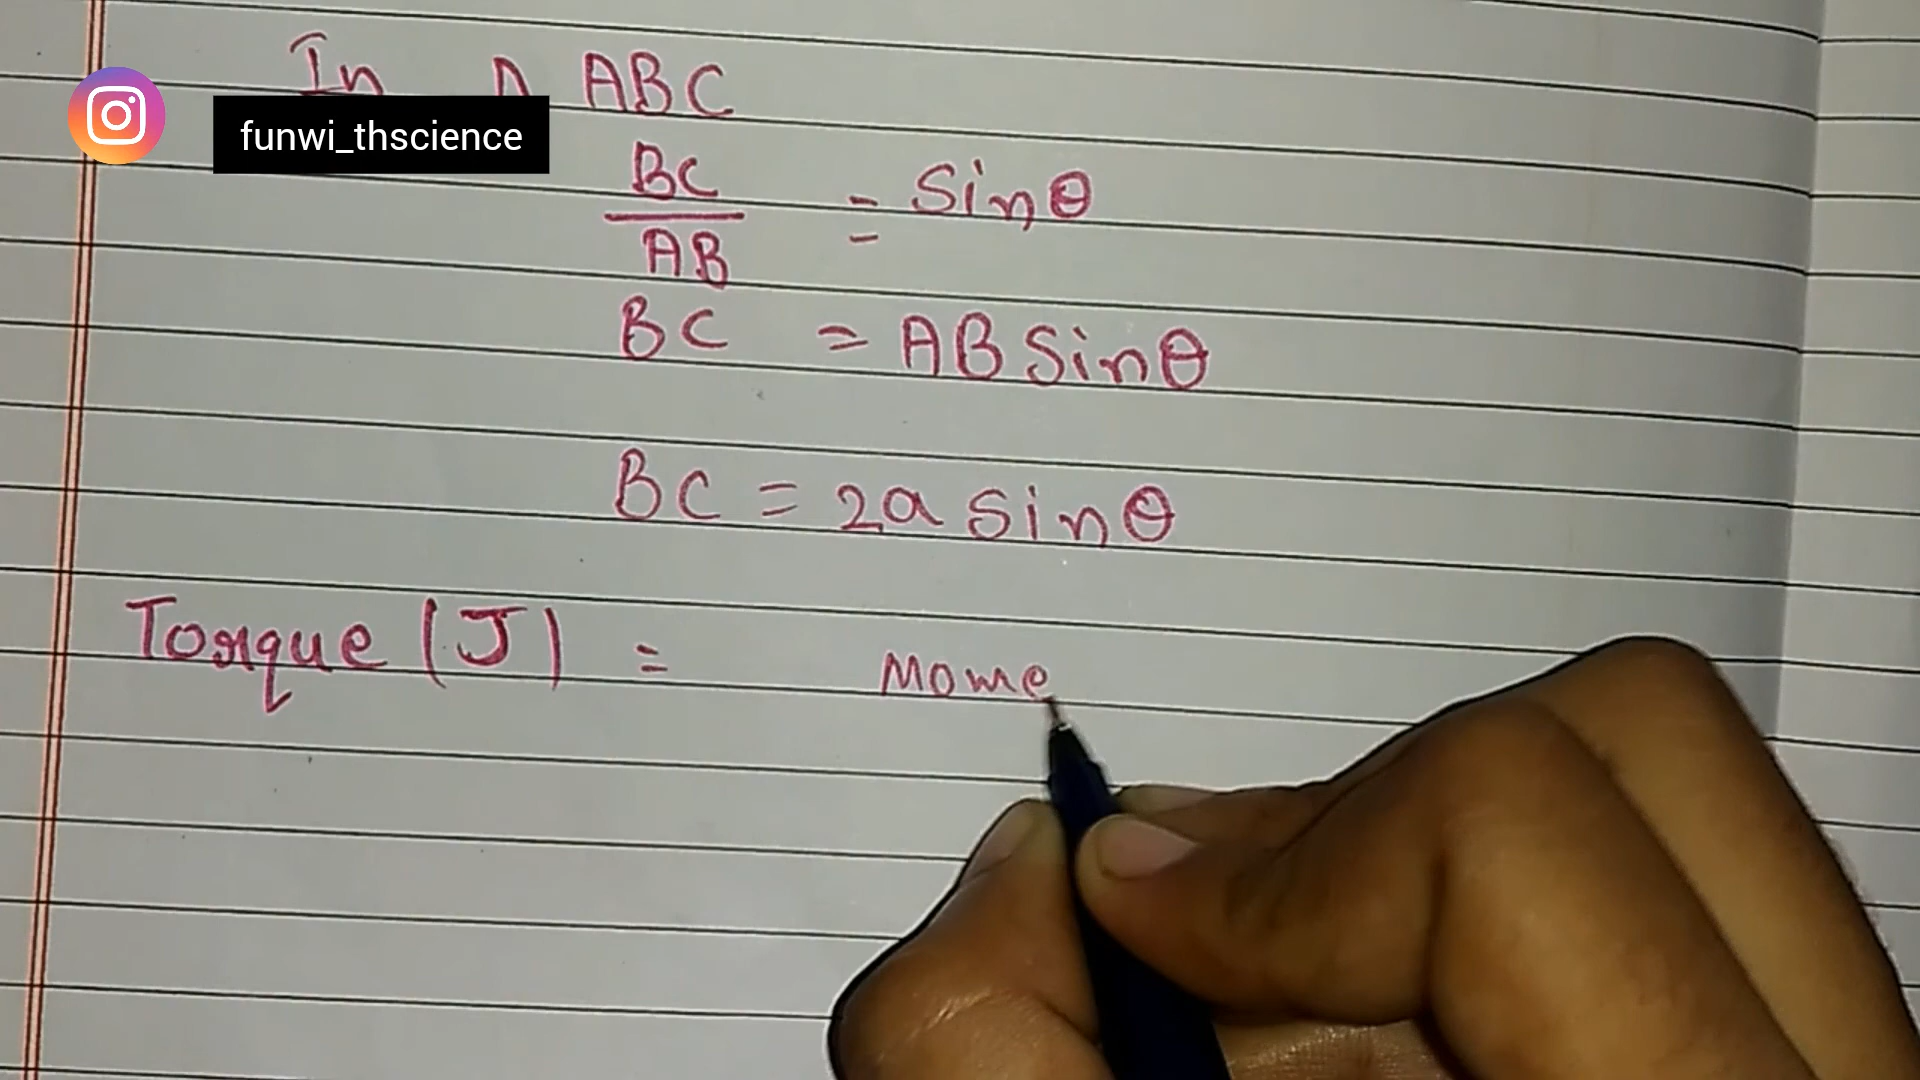 In Δ ABC
funwi_thscience
BC
AB
= Sinθ
BC = AB Sinθ
BC = 2a Sinθ
Torque (J) = Mome